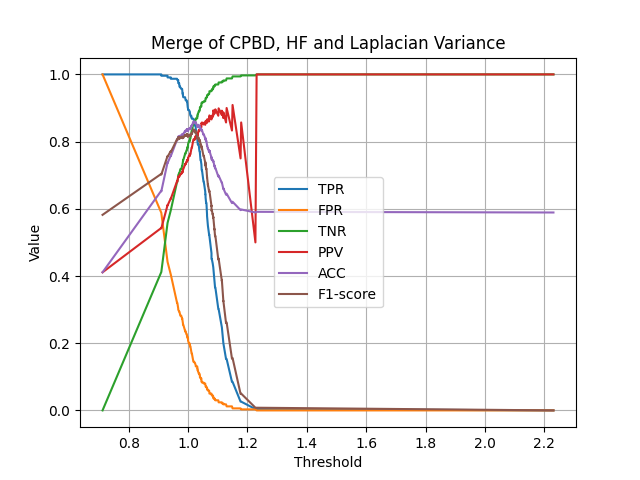 Merge of CPBD, HF and Laplacian Variance
1.0
0.8
0.6
0.4
0.2
0.0
Value
TPR
FPR
TNR
PPV
ACC
F1-score
0.8 1.0 1.2 1.4 1.6 1.8 2.0 2.2
Threshold